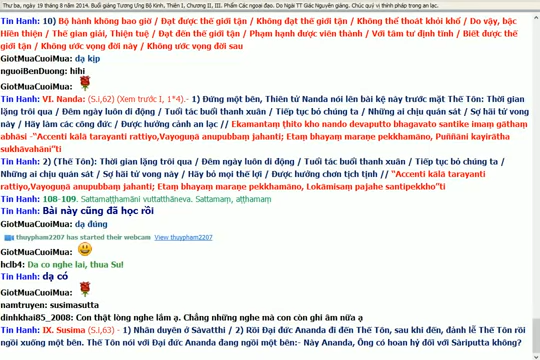 Thứ ba, ngày 19 tháng 8 năm 2014. Buổi giảng Tương Ưng Bộ Kinh, Thiên I, Chương II, III. Phẩm Các ngoại đạo. Do Ngài TT Giác Nguyên giảng. Chúc quý vị thính pháp trong an lạc.
Tin Hanh: 10) Bộ hành không bao giờ / Đạt được thế giới tận / Không đạt thế giới tận / Không thể thoát khỏi khổ / Do vậy, bậc
Hiền thiện / Thế gian giải, Thiện tuệ / Đạt đến thế giới tận / Phạm hạnh được viên thành / Với tâm tư định tĩnh / Biết được thế
giới tận / Không ước vọng đời này / Không ước vọng đời sau
GiotMuaCuoiMua: dạ kịp
nguoiBenDuong: hihi
GiotMuaCuoiMua:
Tin Hanh: VI. Nanda: (S.i,62) (Xem trước I, 1*4).- 1) Đứng một bên, Thiên tử Nanda nói lên bài kệ này trước mặt Thế Tôn: Thời gian
lặng trôi qua / Đêm ngày luôn di động / Tuổi tác buổi thanh xuân / Tiếp tục bỏ chúng ta / Những ai chịu quán sát / Sợ hãi tử vong
này / Hãy làm các công đức / Được hưởng cảnh an lạc // Ekamantaṃ ṭhito kho nando devaputto bhagavato santike imaṃ gāthaṃ
abhāsi -“Accenti kālā tarayanti rattiyo,Vayoguṇā anupubbaṃ jahanti; Etaṃ bhayaṃ maraṇe pekkhamāno, Puññāni kayirātha
sukhāvahānī”ti
Tin Hanh: 2) (Thế Tôn): Thời gian lặng trôi qua / Đêm ngày luôn di động / Tuổi tác buổi thanh xuân / Tiếp tục bỏ chúng ta /
Những ai chịu quán sát / Sợ hãi tử vong này / Hãy bỏ mọi thế lợi / Được hưởng chơn tịch tịnh // “Accenti kālā tarayanti
rattiyo,Vayoguṇā anupubbaṃ jahanti; Etaṃ bhayaṃ maraṇe pekkhamāno, Lokāmisaṃ pajahe santipekkho”ti
Tin Hanh: 108-109. Sattamaṭṭhamāni vuttatthāneva. Sattamaṃ, aṭṭhamaṃ
Tin Hanh: Bài này cũng đã học rồi
GiotMuaCuoiMua: dạ đúng
thuypham2207 has started their webcam View thuypham2207
GiotMuaCuoiMua:
hclb4: Da co nghe lai, thua Su!
Tin Hanh: dạ có
GiotMuaCuoiMua:
namtruyen: susimasutta
dinhkhai85_2008: Con thật lòng nghe lắm ạ. Chẳng những nghe mà con còn ghi âm nữa ạ
GiotMuaCuoiMua:
Tin Hanh: IX. Susima (S.i,63) - 1) Nhân duyên ở Sàvatthi / 2) Rồi Đại đức Ananda đi đến Thế Tôn, sau khi đến, đảnh lễ Thế Tôn rồi
ngồi xuống một bên. Thế Tôn nói với Đại đức Ananda đang ngồi một bên:- Này Ananda, Ông có hoan hỷ đối với Sàriputta không?